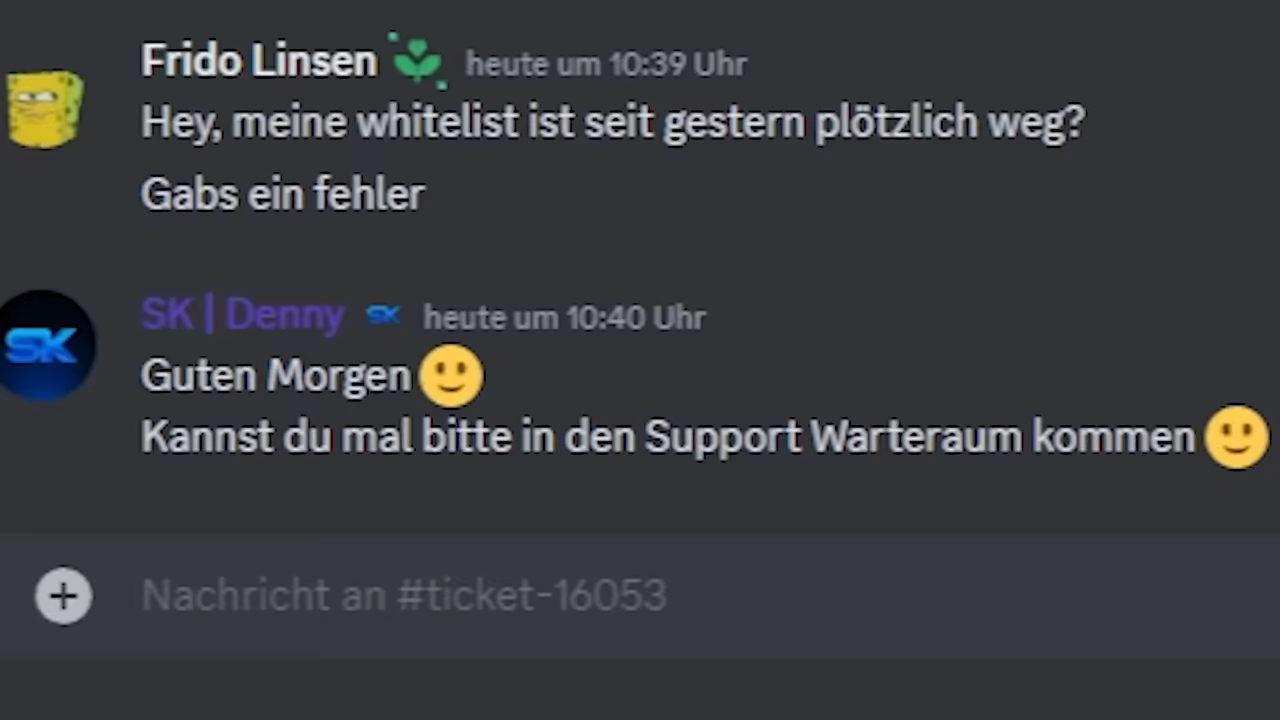 Frido Linsen heute um 10:39 Uhr
Hey, meine whitelist ist seit gestern plötzlich weg?
Gabs ein fehler
SK | Denny SK heute um 10:40 Uhr
SK
Guten Morgen 🙂
Kannst du mal bitte in den Support Warteraum kommen 🙂
Nachricht an #ticket-16053